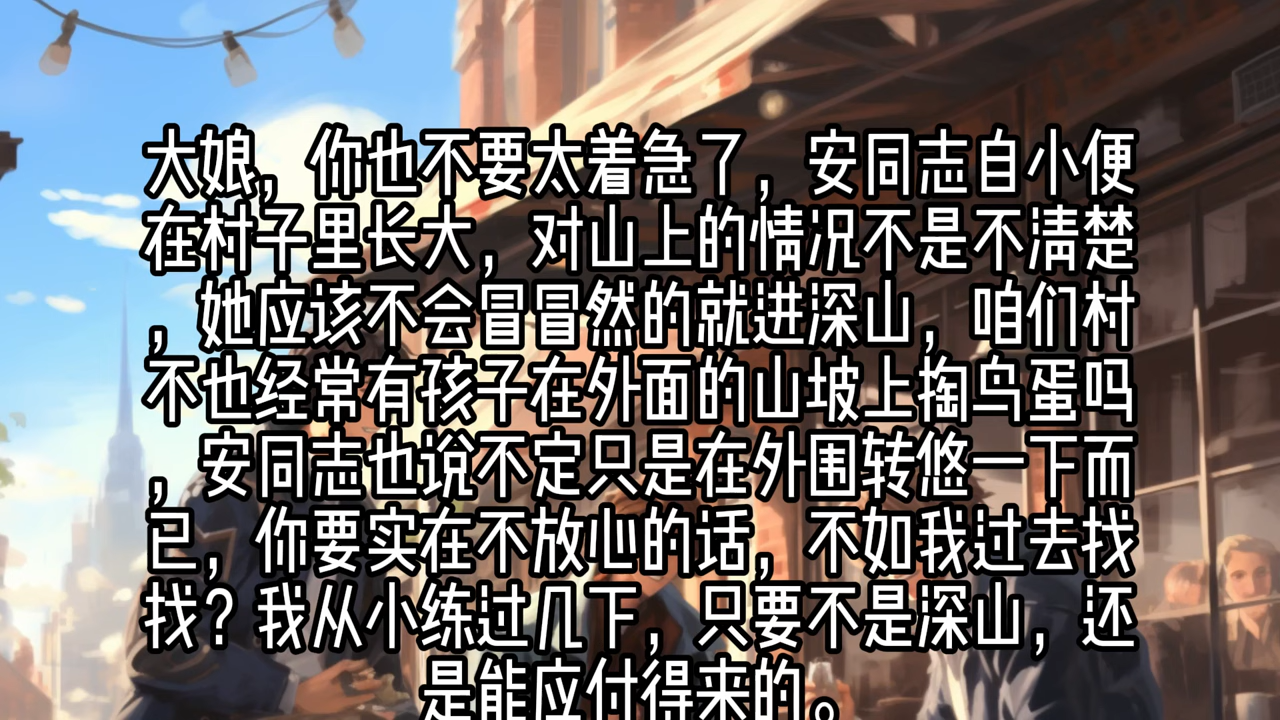 大娘，你也不要太着急了，安同志自小便
在村子里长大，对山上的情况不是不清楚
，她应该不会冒冒然的就进深山，咱们村
不也经常有孩子在外面的山坡上掏鸟蛋吗
，安同志也说不定只是在外围转悠一下而
已，你要实在不放心的话，不如我过去找
找？我从小练过几下，只要不是深山，还
是能应付得来的。